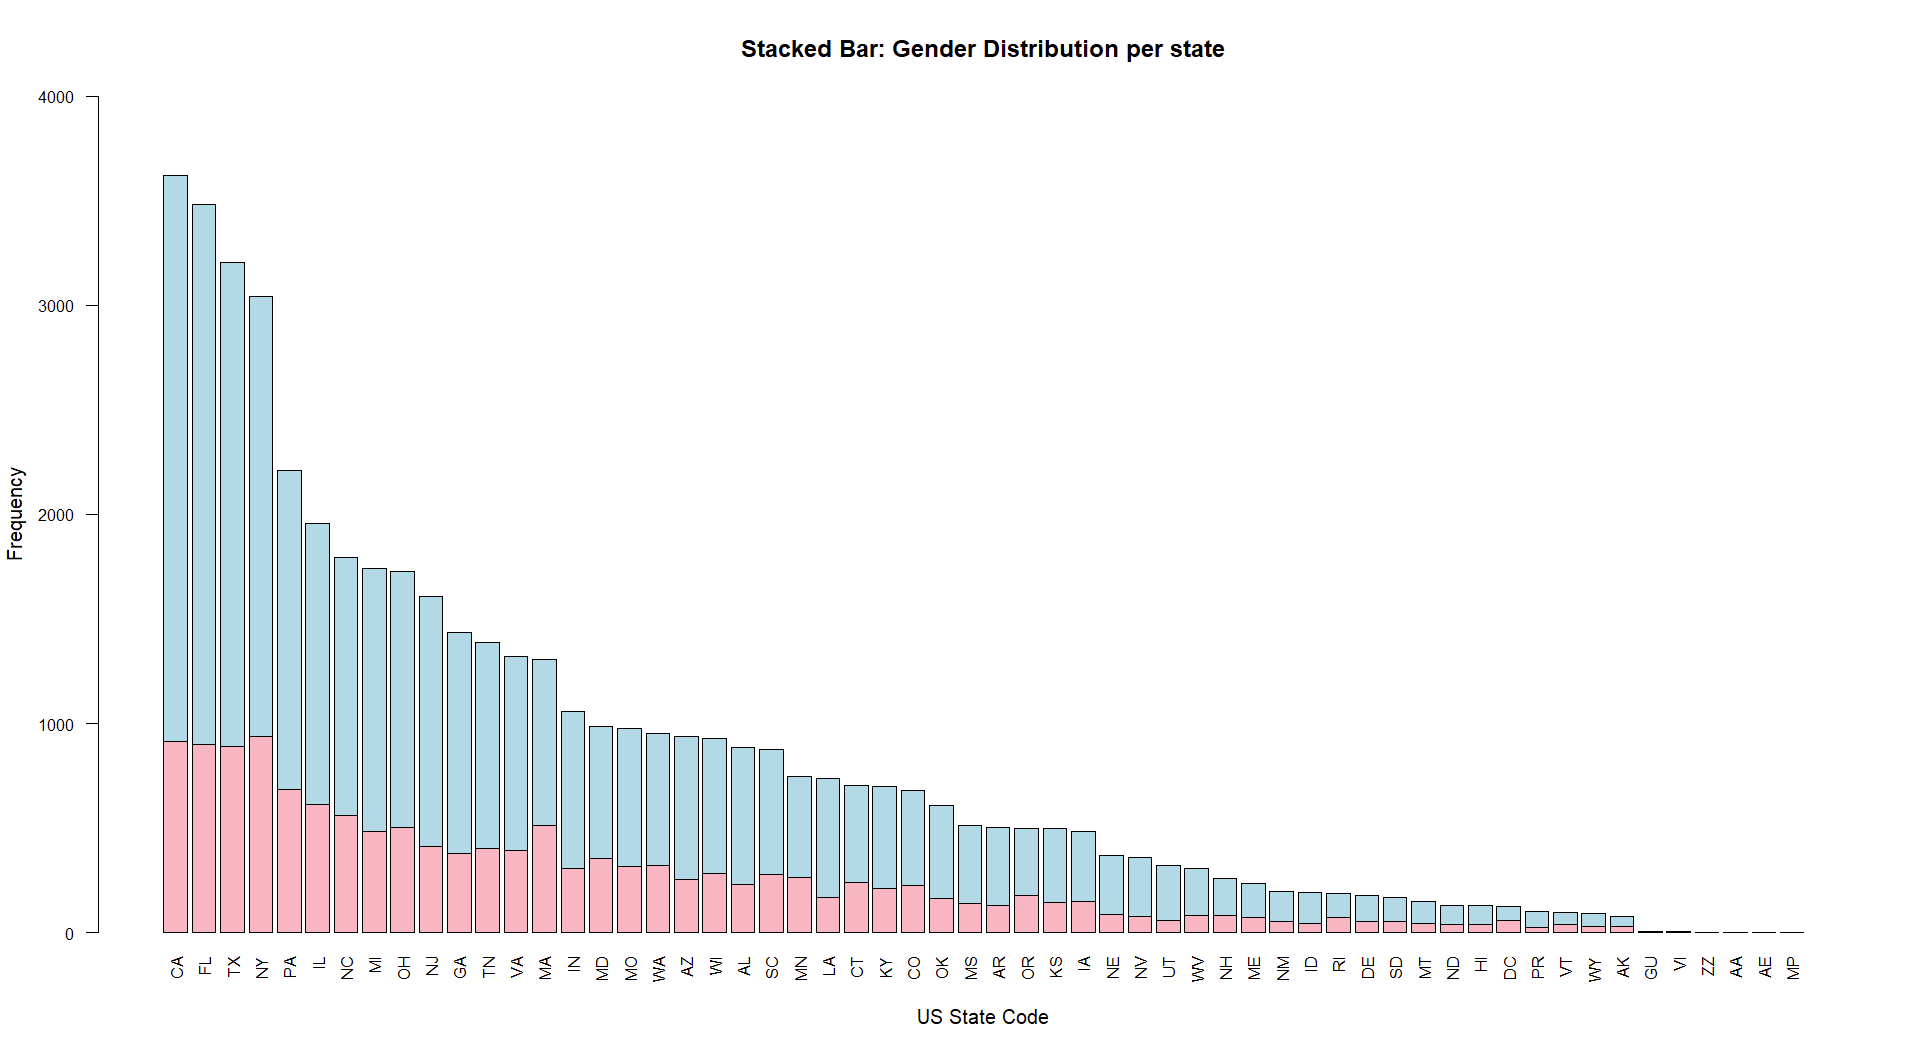 Stacked Bar: Gender Distribution per state
4000
3000
2000
1000
0
Frequency
CA FL TX NY PA IL NC MI OH NJ GA TN VA MA IN MD MO WA AZ WI AL SC MN LA CT KY CO OK MS AR OR KS IA NE NV UT WV NH ME NM ID RI DE SD MT ND HI DC PR VT WY AK GU VI ZZ AA AE MP
US State Code